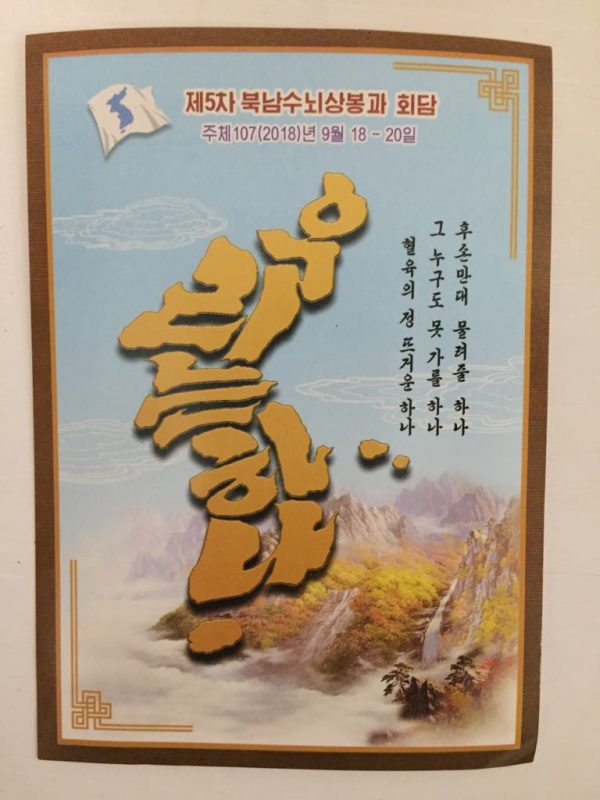 제5차 북남수뇌상봉과 회담
주체107(2018)년 9월 18 - 20일
우리는 하나!
후손만대 물려줄 하나
그 누구도 못 가를 하나
혈육의 정 뜨거운 하나